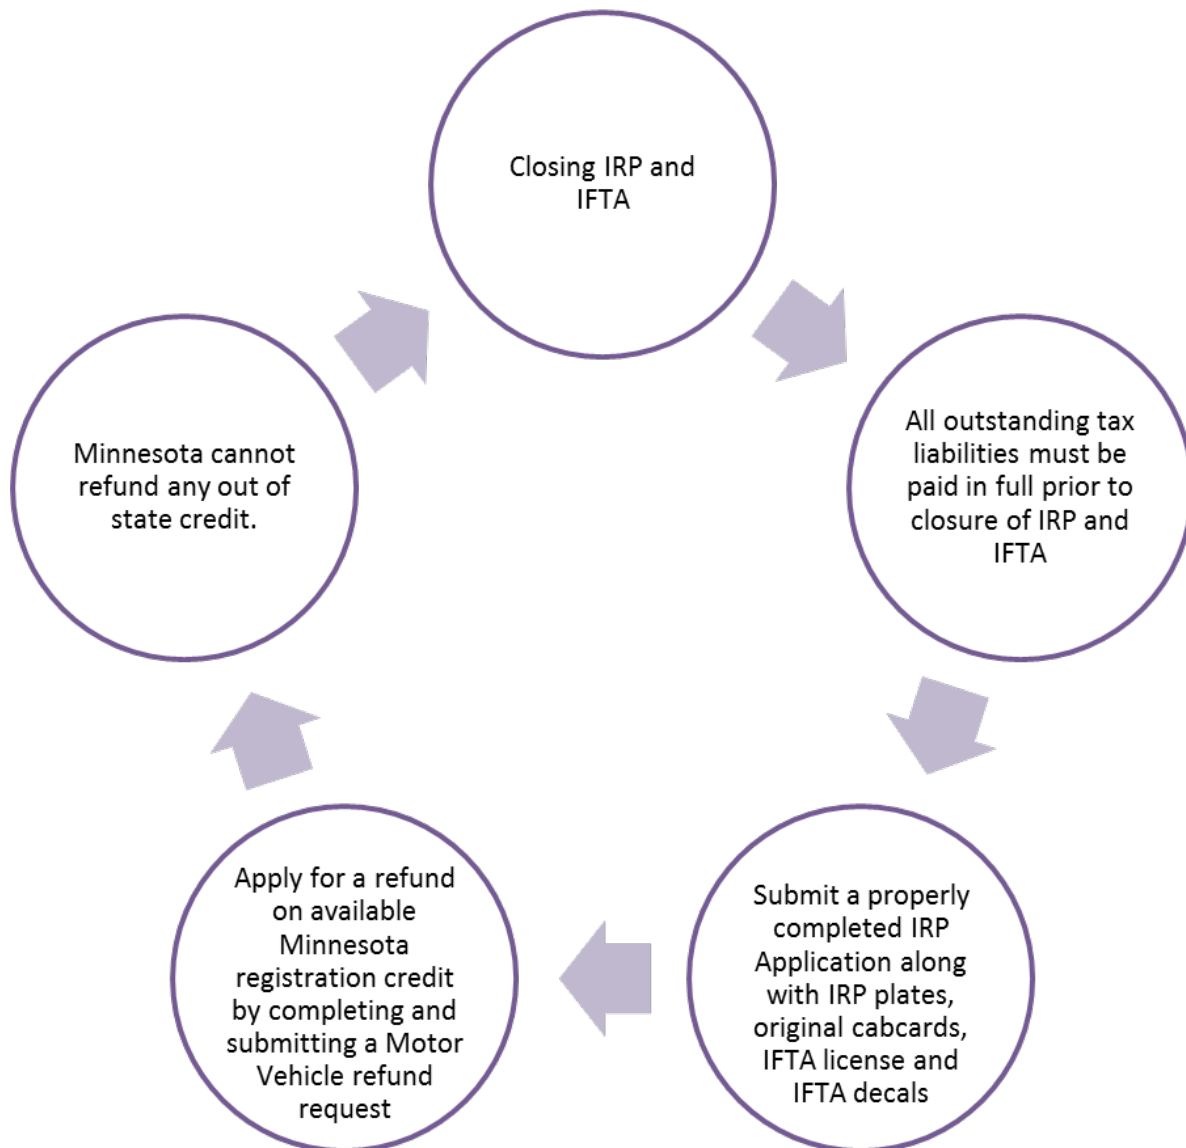 Closing IRP and
IFTA
All outstanding tax
liabilities must be
paid in full prior to
closure of IRP and
IFTA
Submit a properly
completed IRP
Application along
with IRP plates,
original cabcards,
IFTA license and
IFTA decals
Apply for a refund
on available
Minnesota
registration credit
by completing and
submitting a Motor
Vehicle refund
request
Minnesota cannot
refund any out of
state credit.